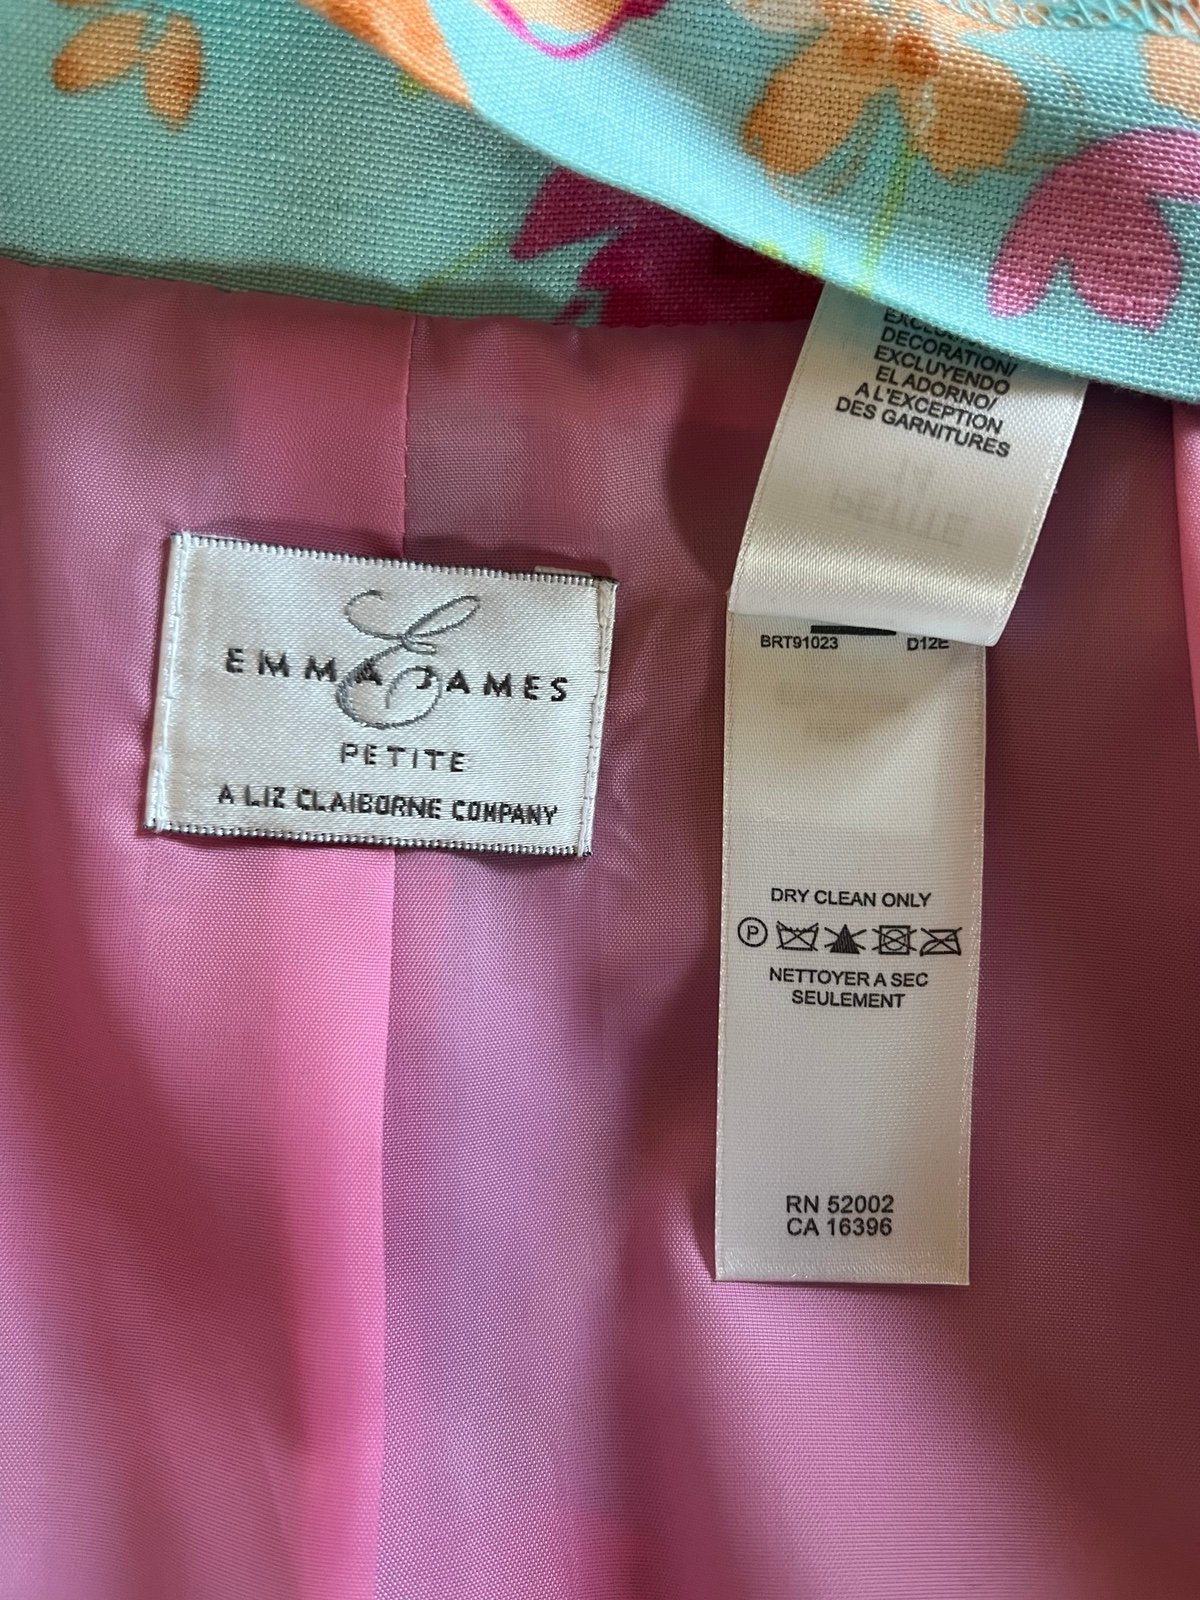 EMMA JAMES
PETITE
A LIZ CLAIBORNE COMPANY
DECORATION/
EXCLUYENDO
EL ADORNO/
A L'EXCEPTION
DES GARNITURES
PETITE
BRT91023 D12E
DRY CLEAN ONLY
P
NETTOYER A SEC
SEULEMENT
RN 52002
CA 16396